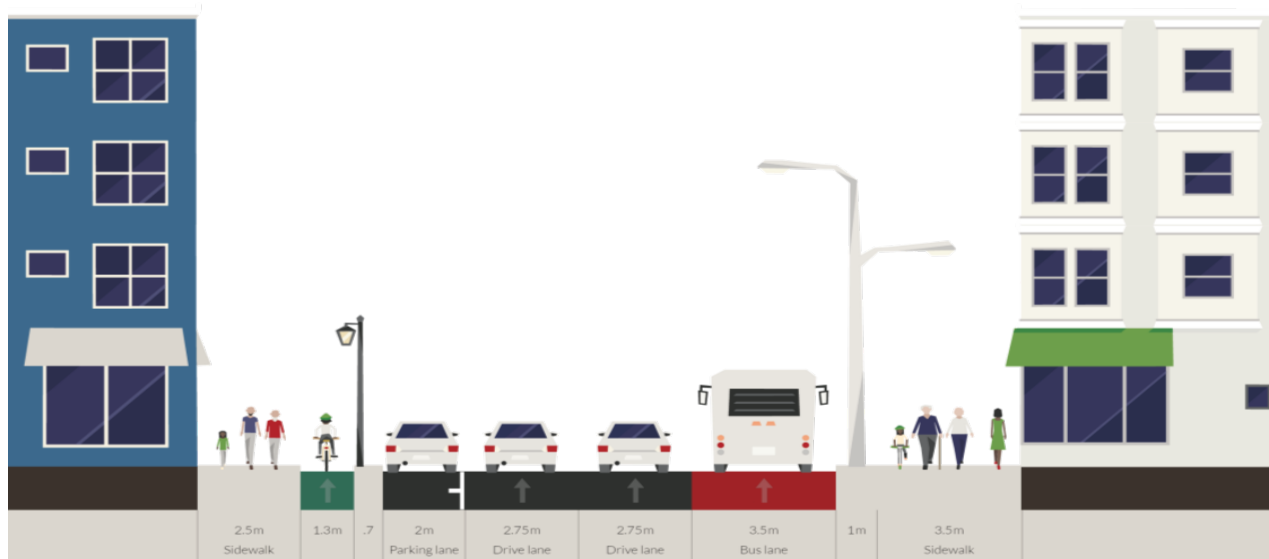 2.5m 1.3m .7 2m 2.75m 2.75m 3.5m 1m 3.5m
Sidewalk Parking lane Drive lane Drive lane Bus lane Sidewalk